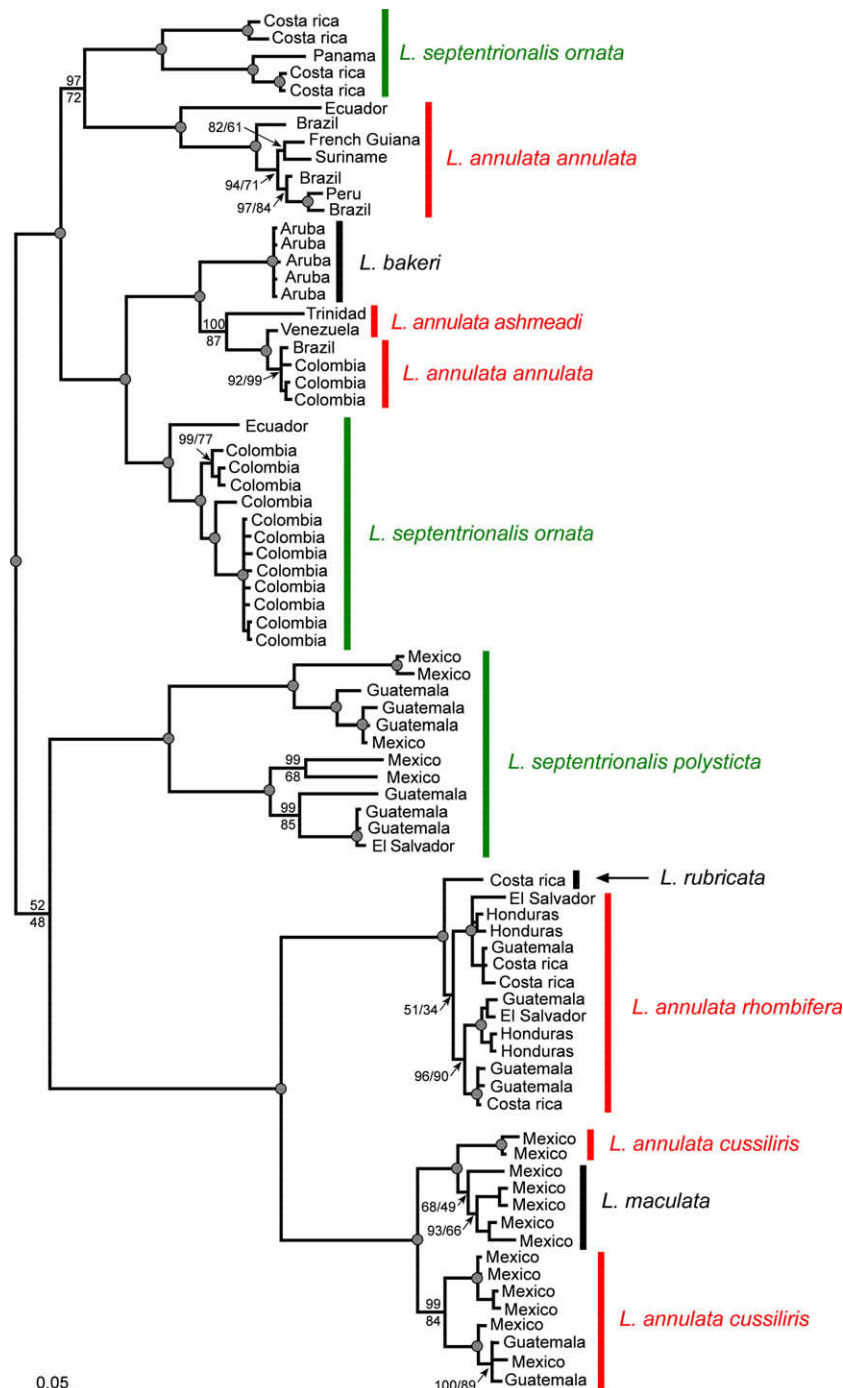 Costa rica
Costa rica
Panama
Costa rica
Costa rica
L. septentrionalis ornata
97
72
Ecuador
Brazil
82/61
French Guiana
Suriname
94/71
Brazil
97/84
Peru
Brazil
L. annulata annulata
Aruba
Aruba
Aruba
Aruba
Aruba
L. bakeri
100
87
Trinidad
L. annulata ashmeadi
Venezuela
Brazil
92/99
Colombia
Colombia
Colombia
L. annulata annulata
Ecuador
99/77
Colombia
Colombia
Colombia
Colombia
Colombia
Colombia
Colombia
Colombia
Colombia
Colombia
Colombia
Colombia
L. septentrionalis ornata
Mexico
Mexico
Guatemala
Guatemala
Guatemala
Mexico
99
68
Mexico
Mexico
99
85
Guatemala
Guatemala
Guatemala
El Salvador
L. septentrionalis polysticta
52
48
Costa rica
L. rubricata
El Salvador
Honduras
Honduras
Guatemala
Costa rica
Costa rica
51/34
Guatemala
El Salvador
Honduras
Honduras
96/90
Guatemala
Guatemala
Costa rica
L. annulata rhombifera
Mexico
Mexico
L. annulata cussiliris
Mexico
68/49
Mexico
Mexico
93/66
Mexico
Mexico
L. maculata
Mexico
Mexico
Mexico
Mexico
99
84
Mexico
Guatemala
Mexico
100/89
Guatemala
L. annulata cussiliris
0.05